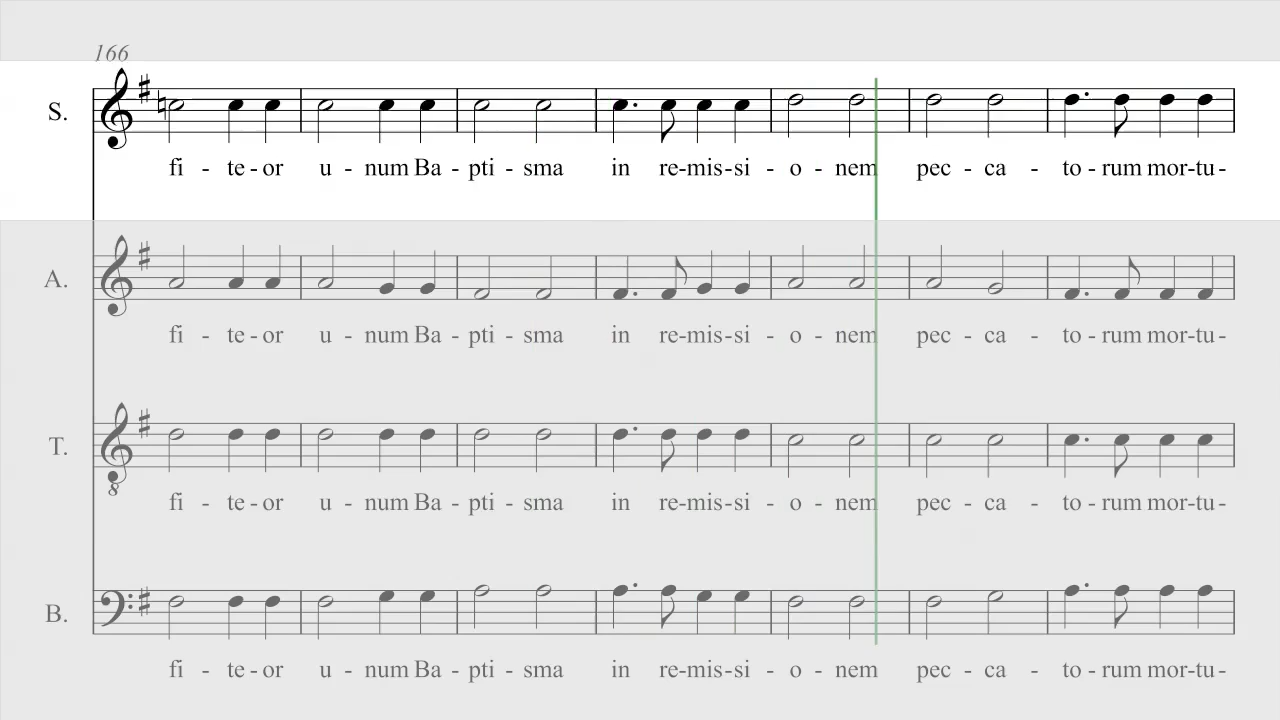 166
S.
fi - te - or u - num Ba - pti - sma in re-mis-si - o - nem pec - ca - to - rum mor-tu-
A.
fi - te - or u - num Ba - pti - sma in re-mis-si - o - nem pec - ca - to - rum mor-tu-
T.
8
fi - te - or u - num Ba - pti - sma in re-mis-si - o - nem pec - ca - to - rum mor-tu-
B.
fi - te - or u - num Ba - pti - sma in re-mis-si - o - nem pec - ca - to - rum mor-tu-